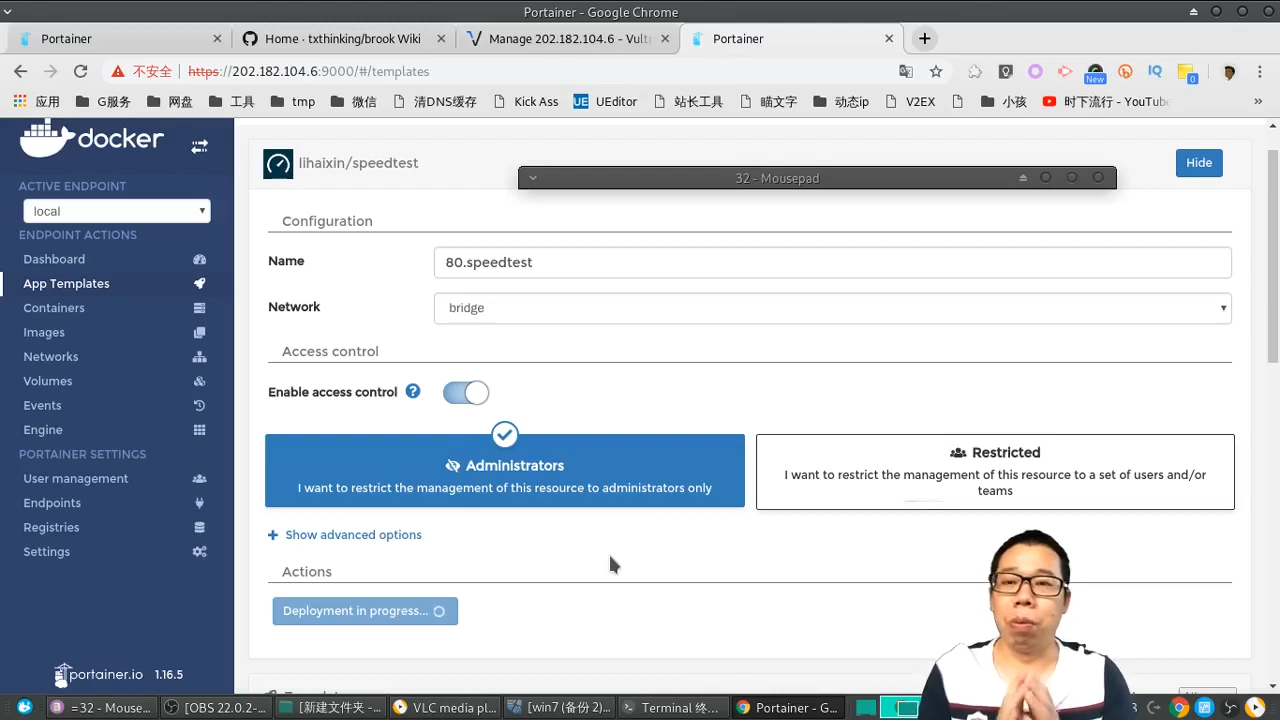 Portainer - Google Chrome
Portainer
Home · txthinking/brook Wiki
Manage 202.182.104.6 - Vultr
Portainer
不安全
https://202.182.104.6:9000/#/templates
New
0
应用
G服务
网盘
工具
tmp
微信
清DNS缓存
Kick Ass
UE
UEditor
站长工具
瞄文字
动态ip
V2EX
小孩
时下流行 - YouTube
docker
lihaixin/speedtest
32 - Mousepad
Hide
ACTIVE ENDPOINT
local
ENDPOINT ACTIONS
Dashboard
App Templates
Containers
Images
Networks
Volumes
Events
Engine
PORTAINER SETTINGS
User management
Endpoints
Registries
Settings
portainer.io 1.16.5
Configuration
Name
80.speedtest
Network
bridge
Access control
Enable access control
Administrators
I want to restrict the management of this resource to administrators only
Restricted
I want to restrict the management of this resource to a set of users and/or
teams
Show advanced options
Actions
Deployment in progress...
=32 - Mouse...
[OBS 22.0.2-...
[新建文件夹 -...
VLC media pl...
[win7 (备份 2)...
Terminal 终...
Portainer - G...